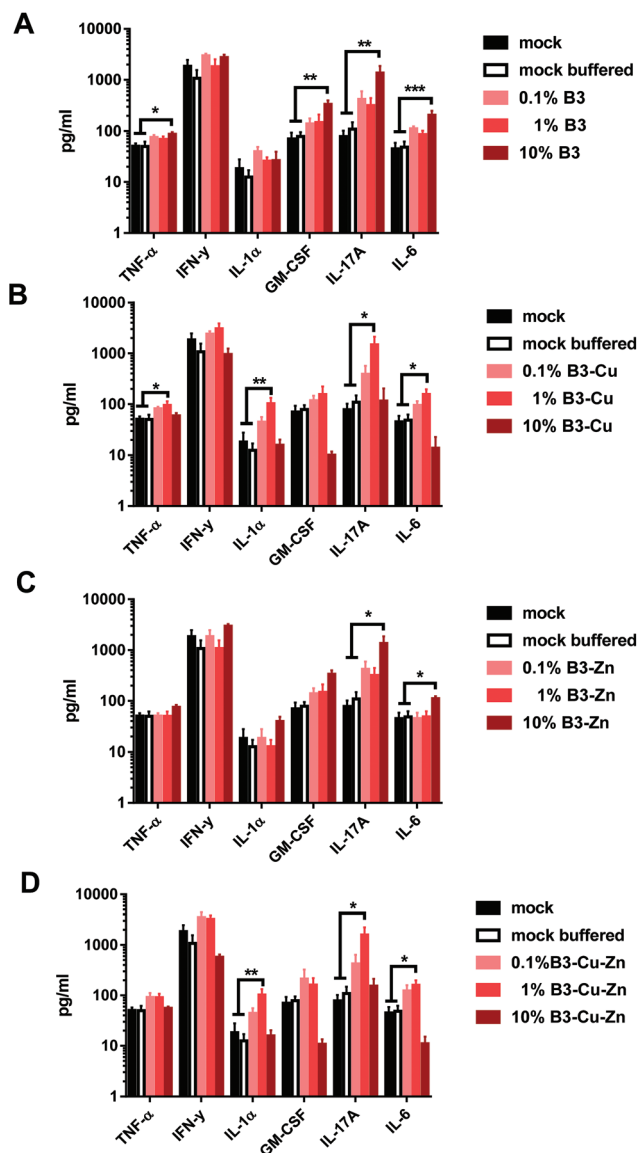 A
pg/ml
10000
1000
100
10
1
*
**
**
***
TNF-α
IFN-y
IL-1α
GM-CSF
IL-17A
IL-6
mock
mock buffered
0.1% B3
1% B3
10% B3
B
pg/ml
10000
1000
100
10
1
*
**
*
*
TNF-α
IFN-y
IL-1α
GM-CSF
IL-17A
IL-6
mock
mock buffered
0.1% B3-Cu
1% B3-Cu
10% B3-Cu
C
pg/ml
10000
1000
100
10
1
*
*
TNF-α
IFN-y
IL-1α
GM-CSF
IL-17A
IL-6
mock
mock buffered
0.1% B3-Zn
1% B3-Zn
10% B3-Zn
D
pg/ml
10000
1000
100
10
1
**
*
*
TNF-α
IFN-y
IL-1α
GM-CSF
IL-17A
IL-6
mock
mock buffered
0.1%B3-Cu-Zn
1% B3-Cu-Zn
10% B3-Cu-Zn